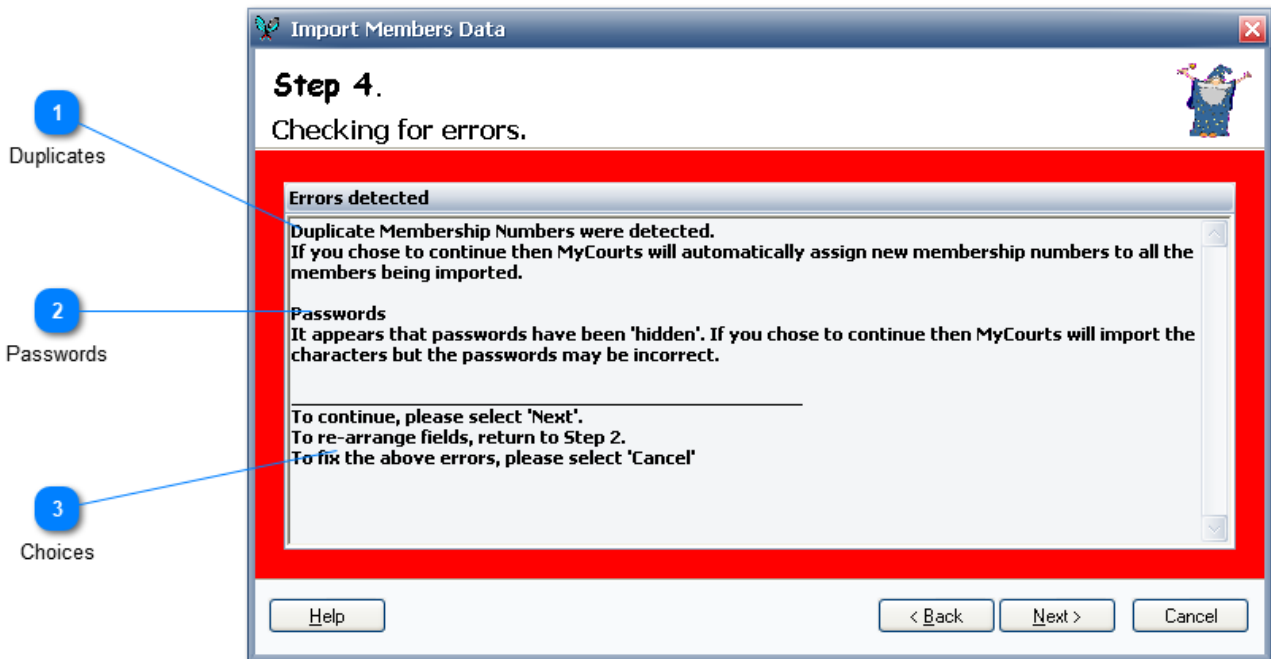 Import Members Data
Step 4.
Checking for errors.
1
Duplicates
Errors detected
Duplicate Membership Numbers were detected.
If you chose to continue then MyCourts will automatically assign new membership numbers to all the
members being imported.
2
Passwords
Passwords
It appears that passwords have been 'hidden'. If you chose to continue then MyCourts will import the
characters but the passwords may be incorrect.
To continue, please select 'Next'.
To re-arrange fields, return to Step 2.
To fix the above errors, please select 'Cancel'
3
Choices
Help
< Back
Next >
Cancel